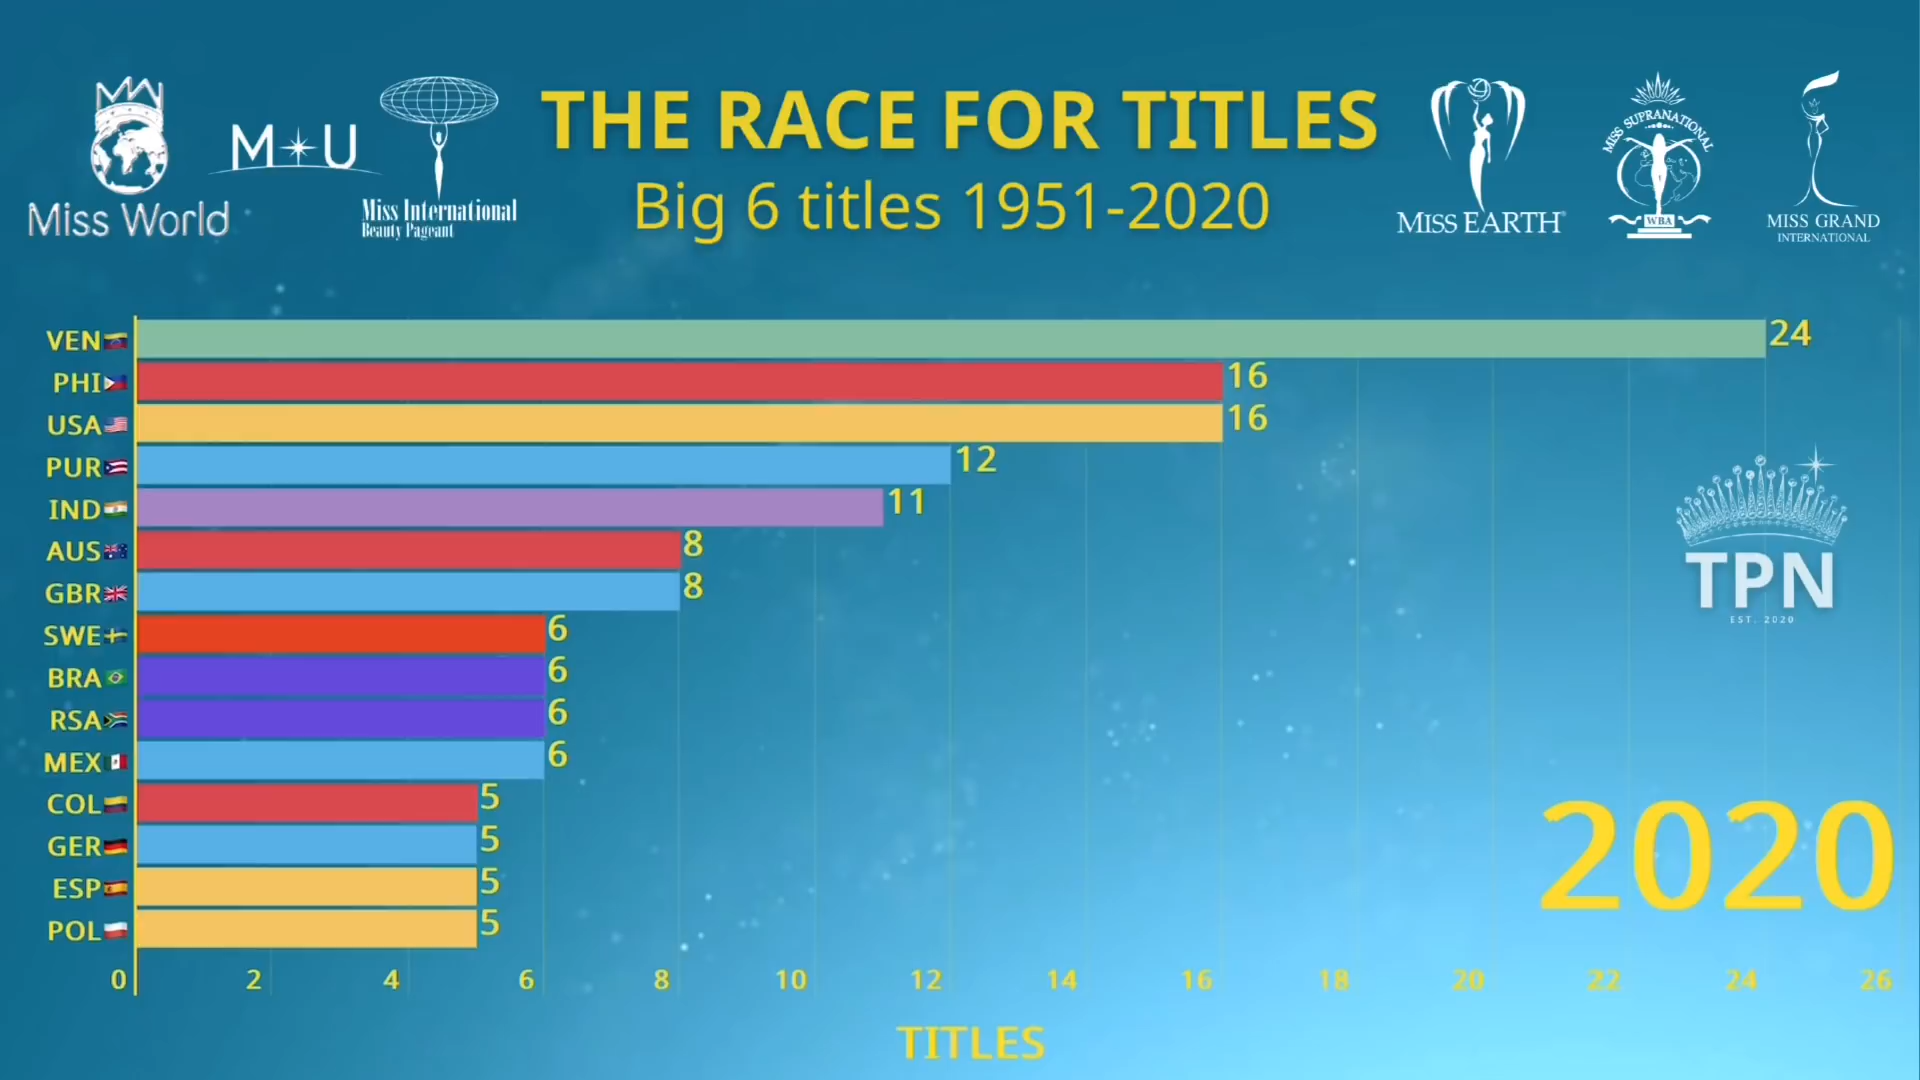 THE RACE FOR TITLES
Big 6 titles 1951-2020
Miss World
M U
Miss International
Beauty Pageant
MISS EARTH
MISS SUPRANATIONAL
WBA
MISS GRAND
INTERNATIONAL
VEN 24
PHI 16
USA 16
PUR 12
IND 11
AUS 8
GBR 8
SWE 6
BRA 6
RSA 6
MEX 6
COL 5
GER 5
ESP 5
POL 5
TPN
EST. 2020
2020
0 2 4 6 8 10 12 14 16 18 20 22 24 26
TITLES